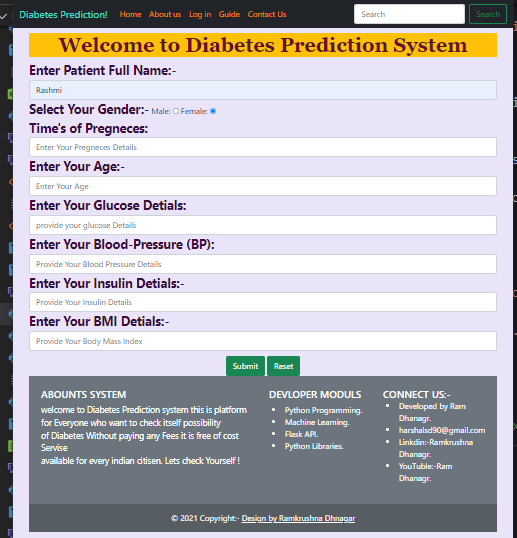 Diabetes Prediction! Home About us Log in Guide Contact Us Search Search
Welcome to Diabetes Prediction System
Enter Patient Full Name:-
Rashmi
Select Your Gender:- Male: Female:
Time's of Pregneces:
Enter Your Pregneces Details
Enter Your Age:-
Enter Your Age
Enter Your Glucose Detials:
provide your glucose Details
Enter Your Blood-Pressure (BP):
Provide Your Blood Pressure Details
Enter Your Insulin Detials:-
Provide Your Insulin Details
Enter Your BMI Detials:-
Provide Your Body Mass Index
Submit Reset
ABOUNTS SYSTEM
welcome to Diabetes Prediction system this is platform
for Everyone who want to check itself possibility
of Diabetes Without paying any Fees it is free of cost
Servise
available for every indian citisen. Lets check Yourself !
DEVLOPER MODULS
Python Programming.
Machine Learning.
Flask API.
Python Libraries.
CONNECT US:-
Developed by Ram
Dhanagr.
harshalsd90@gmail.com
Linkdin:-Ramkrushna
Dhanagr.
YouTuble:-Ram
Dhanagr.
© 2021 Copyright:- Design by Ramkrushna Dhnagar